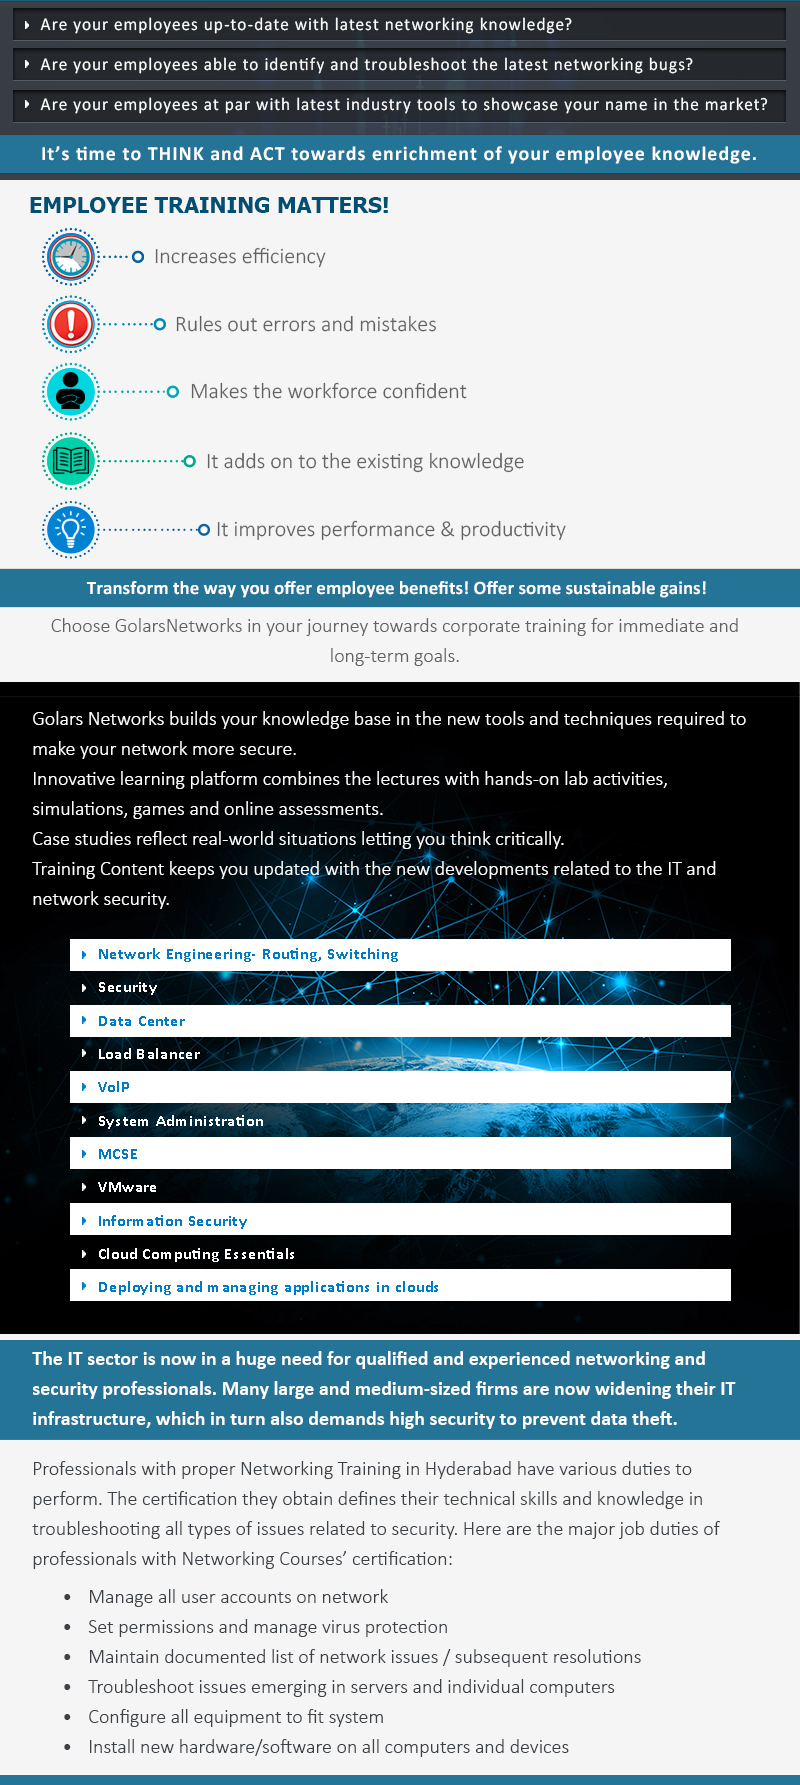 Are your employees up-to-date with latest networking knowledge?
Are your employees able to identify and troubleshoot the latest networking bugs?
Are your employees at par with latest industry tools to showcase your name in the market?
It's time to THINK and ACT towards enrichment of your employee knowledge.
EMPLOYEE TRAINING MATTERS!
Increases efficiency
Rules out errors and mistakes
Makes the workforce confident
It adds on to the existing knowledge
It improves performance & productivity
Transform the way you offer employee benefits! Offer some sustainable gains!
Choose GolarsNetworks in your journey towards corporate training for immediate and
long-term goals.
Golars Networks builds your knowledge base in the new tools and techniques required to
make your network more secure.
Innovative learning platform combines the lectures with hands-on lab activities,
simulations, games and online assessments.
Case studies reflect real-world situations letting you think critically.
Training Content keeps you updated with the new developments related to the IT and
network security.
Network Engineering- Routing, Switching
Security
Data Center
Load Balancer
VoIP
System Administration
MCSE
VMware
Information Security
Cloud Computing Essentials
Deploying and managing applications in clouds
The IT sector is now in a huge need for qualified and experienced networking and
security professionals. Many large and medium-sized firms are now widening their IT
infrastructure, which in turn also demands high security to prevent data theft.
Professionals with proper Networking Training in Hyderabad have various duties to
perform. The certification they obtain defines their technical skills and knowledge in
troubleshooting all types of issues related to security. Here are the major job duties of
professionals with Networking Courses' certification:
• Manage all user accounts on network
• Set permissions and manage virus protection
• Maintain documented list of network issues / subsequent resolutions
• Troubleshoot issues emerging in servers and individual computers
• Configure all equipment to fit system
• Install new hardware/software on all computers and devices